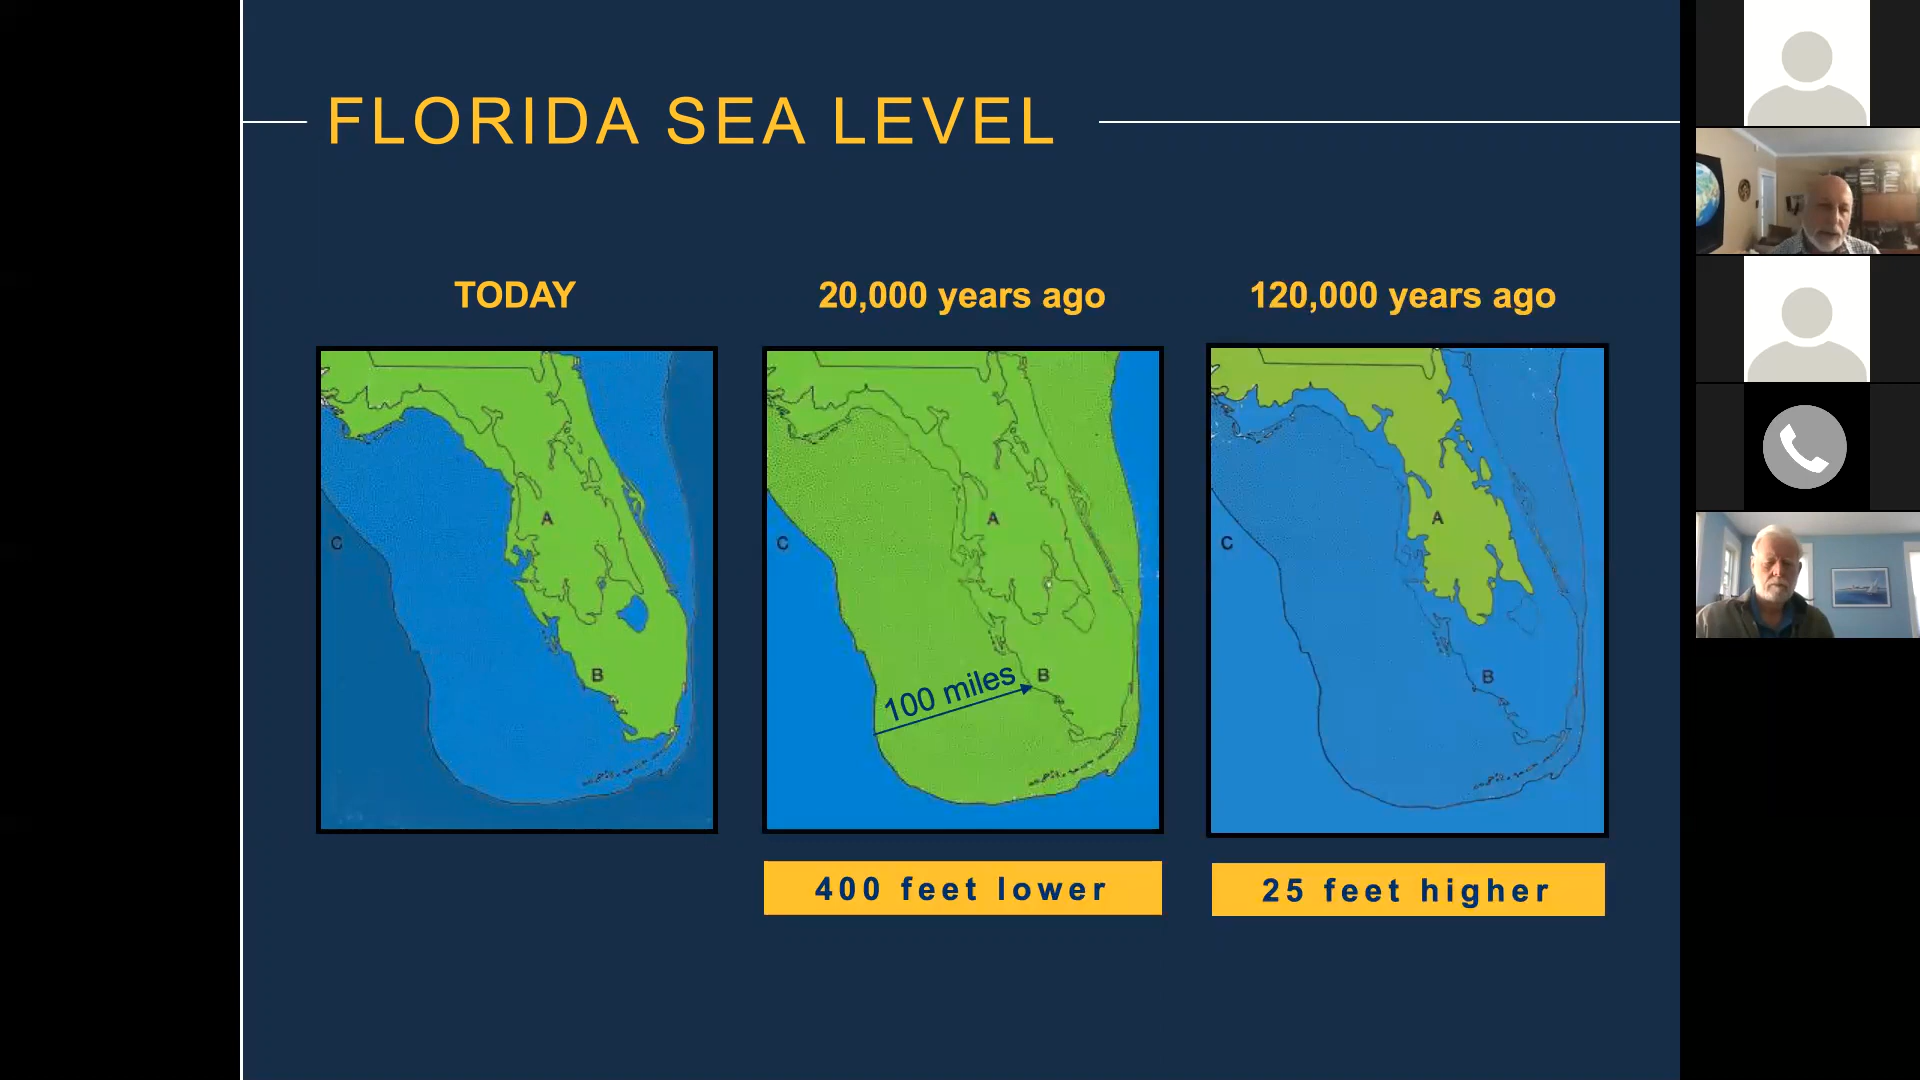 FLORIDA SEA LEVEL
TODAY
20,000 years ago
120,000 years ago
A
B
C
A
B
C
100 miles
A
B
C
400 feet lower
25 feet higher